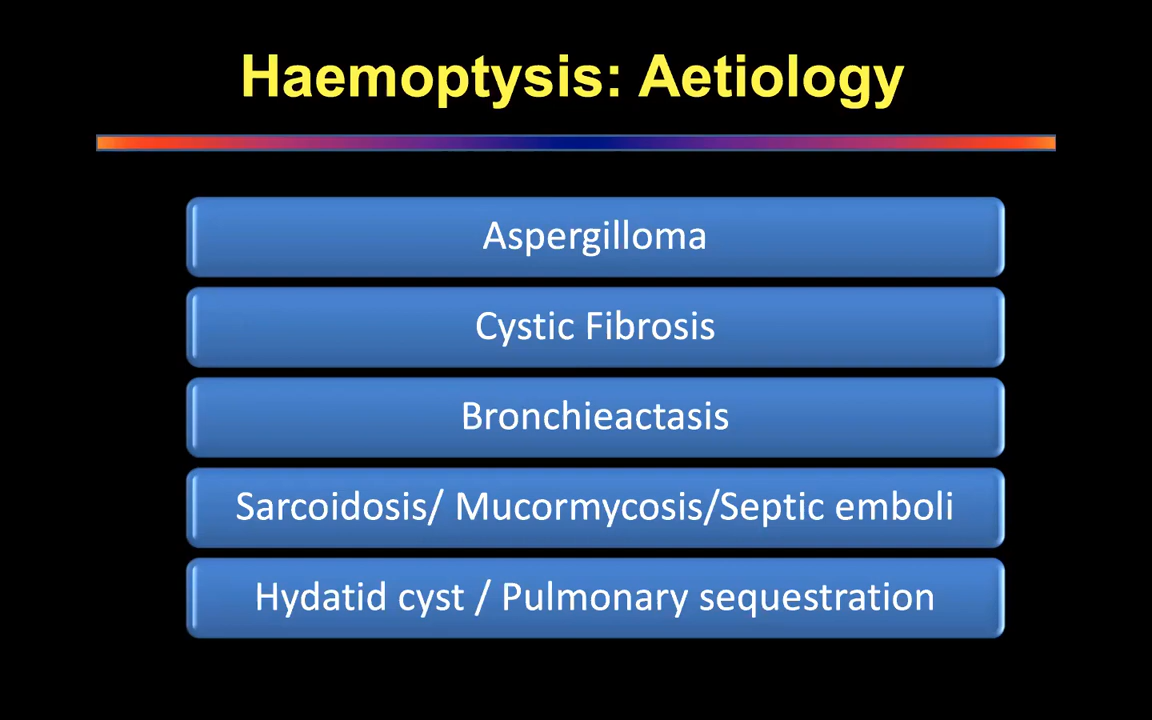 Haemoptysis: Aetiology
Aspergilloma
Cystic Fibrosis
Bronchieactasis
Sarcoidosis/ Mucormycosis/Septic emboli
Hydatid cyst / Pulmonary sequestration